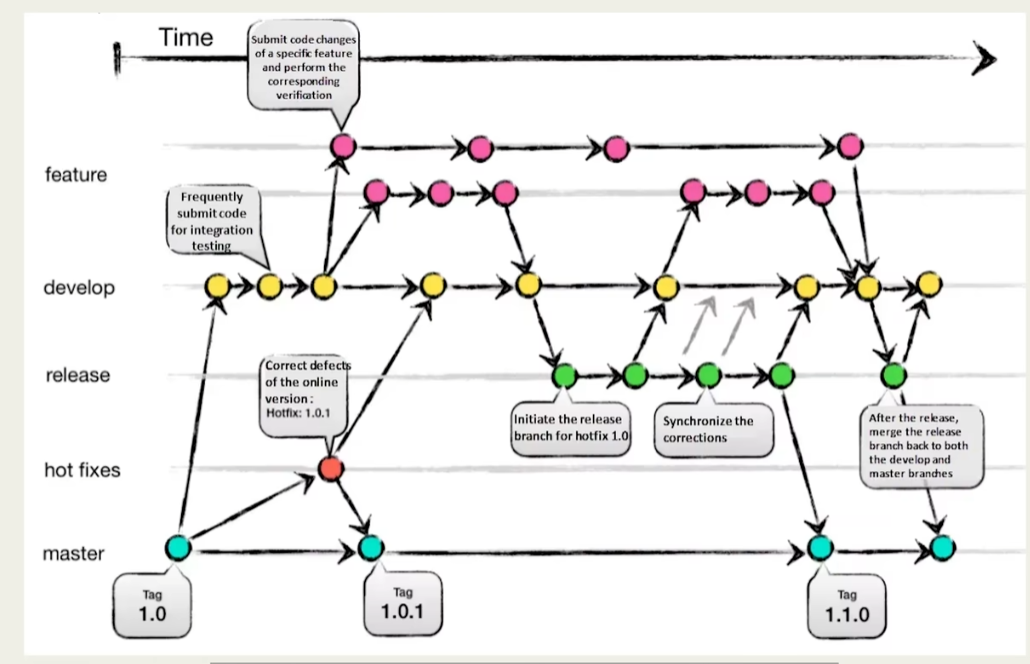 Time
Submit code changes
of a specific feature
and perform the
corresponding
verification
feature
Frequently
submit code
for integration
testing
develop
release
Correct defects
of the online
version:
Hotfix: 1.0.1
Initiate the release
branch for hotfix 1.0
Synchronize the
corrections
After the release,
merge the release
branch back to both
the develop and
master branches
hot fixes
master
Tag
1.0
Tag
1.0.1
Tag
1.1.0